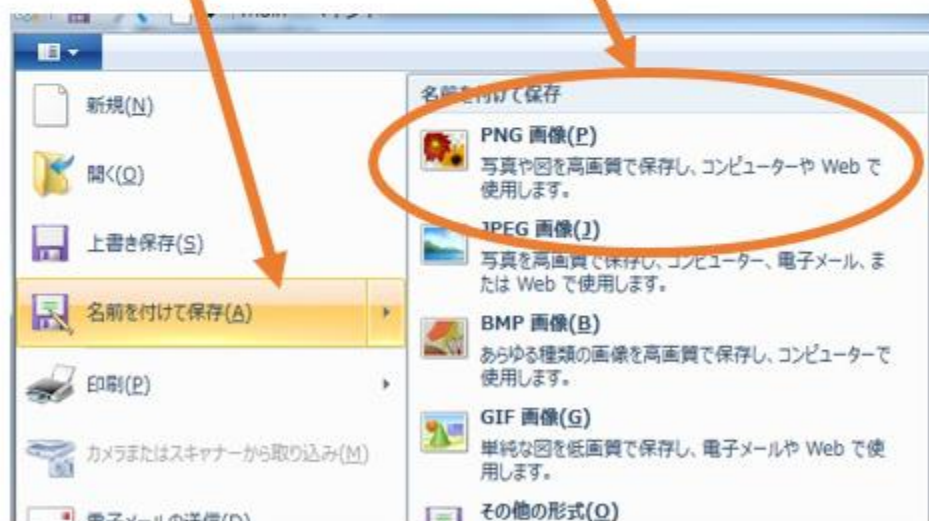 新規(N)
開く(O)
上書き保存(S)
名前を付けて保存(A)
印刷(P)
カメラまたはスキャナーから取り込み(M)
電子メールの送信(D)
名前を付けて保存
PNG 画像(P)
写真や図を高画質で保存し、コンピューターや Web で
使用します。
JPEG 画像(J)
写真を高画質で保存し、コンピューター、電子メール、ま
たは Web で使用します。
BMP 画像(B)
あらゆる種類の画像を高画質で保存し、コンピューターで
使用します。
GIF 画像(G)
単純な図を低画質で保存し、電子メールや Web で使
用します。
その他の形式(O)